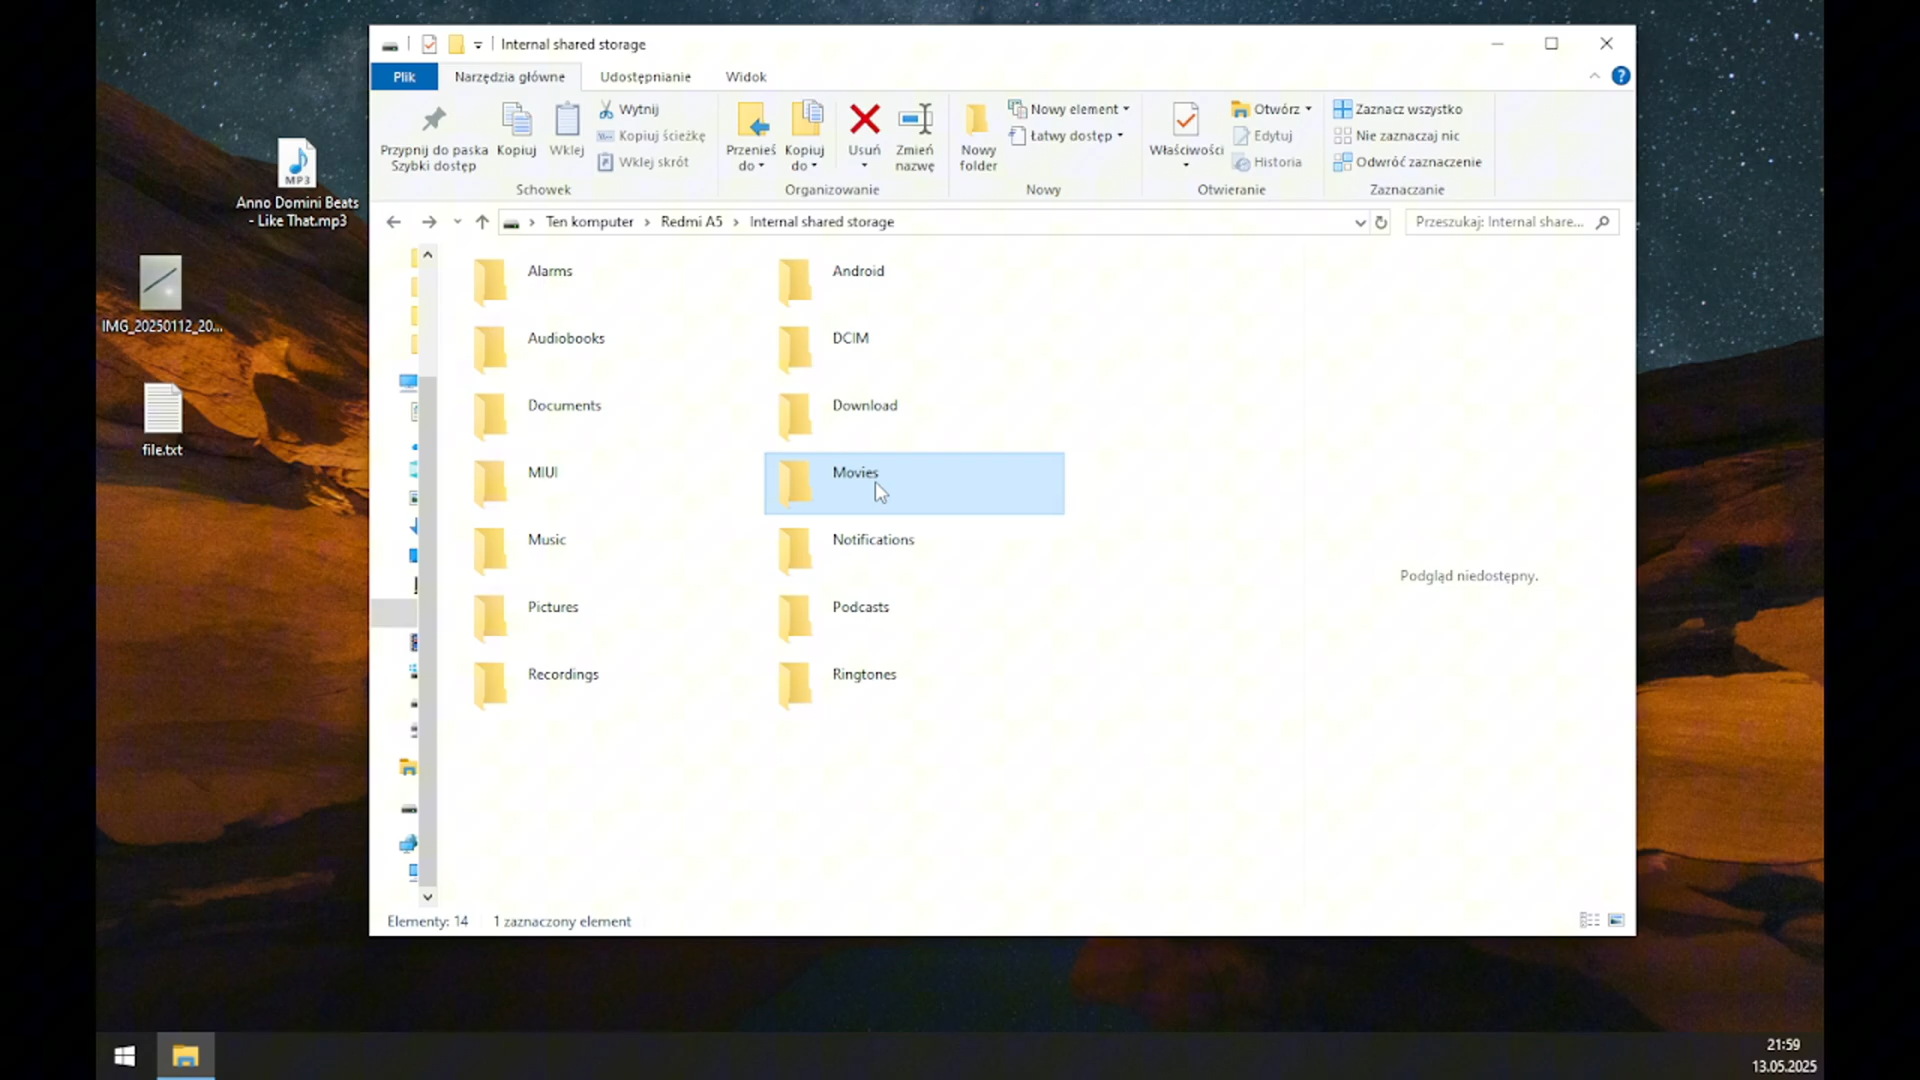 Internal shared storage
Plik
Narzędzia główne
Udostępnianie
Widok
?
Przypnij do paska
Szybki dostęp
Kopiuj
Wklej
Wytnij
Kopiuj ścieżkę
Wklej skrót
Schowek
Przenieś
do
Kopiuj
do
Usuń
Zmień
nazwę
Organizowanie
Nowy
folder
Nowy element
Łatwy dostęp
Nowy
Właściwości
Otwórz
Edytuj
Historia
Otwieranie
Zaznacz wszystko
Nie zaznaczaj nic
Odwróć zaznaczenie
Zaznaczanie
Ten komputer > Redmi A5 > Internal shared storage
Przeszukaj: Internal share...
Alarms
Android
Audiobooks
DCIM
Documents
Download
MIUI
Movies
Music
Notifications
Pictures
Podcasts
Recordings
Ringtones
Podgląd niedostępny.
Elementy: 14
1 zaznaczony element
MP3
Anno Domini Beats
- Like That.mp3
IMG_20250112_20...
file.txt
21:59
13.05.2025